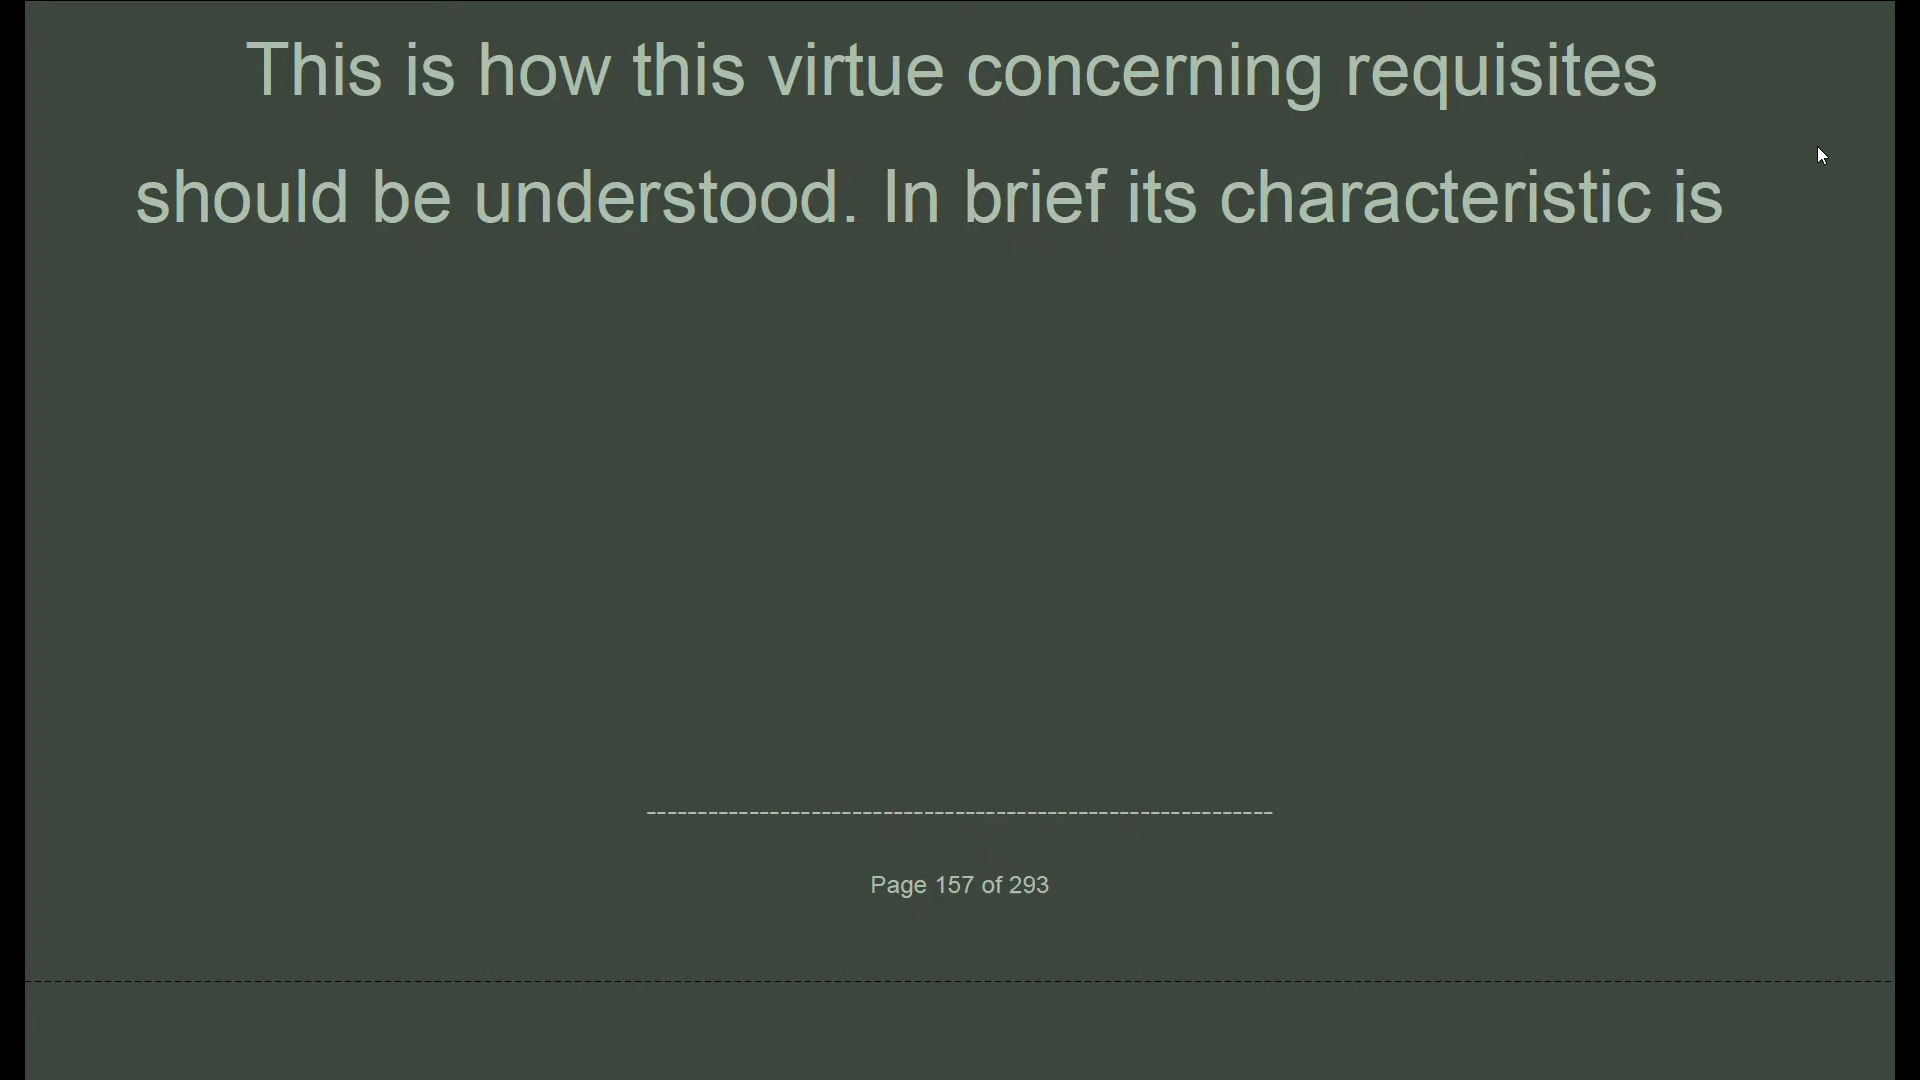 This is how this virtue concerning requisites
should be understood. In brief its characteristic is
------------------------------------------------------------
Page 157 of 293